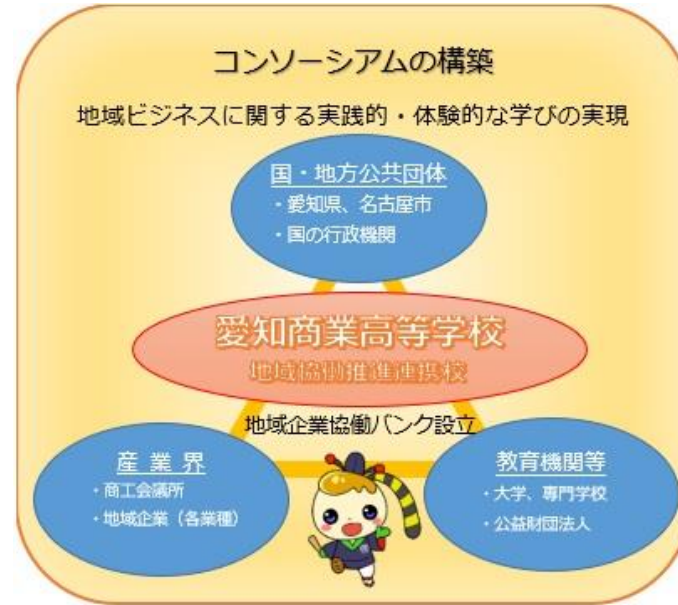 コンソーシアムの構築
地域ビジネスに関する実践的・体験的な学びの実現
国・地方公共団体
・愛知県、名古屋市
・国の行政機関
愛知商業高等学校
地域協働推進連携校
地域企業協働バンク設立
産業界
・商工会議所
・地域企業（各業種）
教育機関等
・大学、専門学校
・公益財団法人